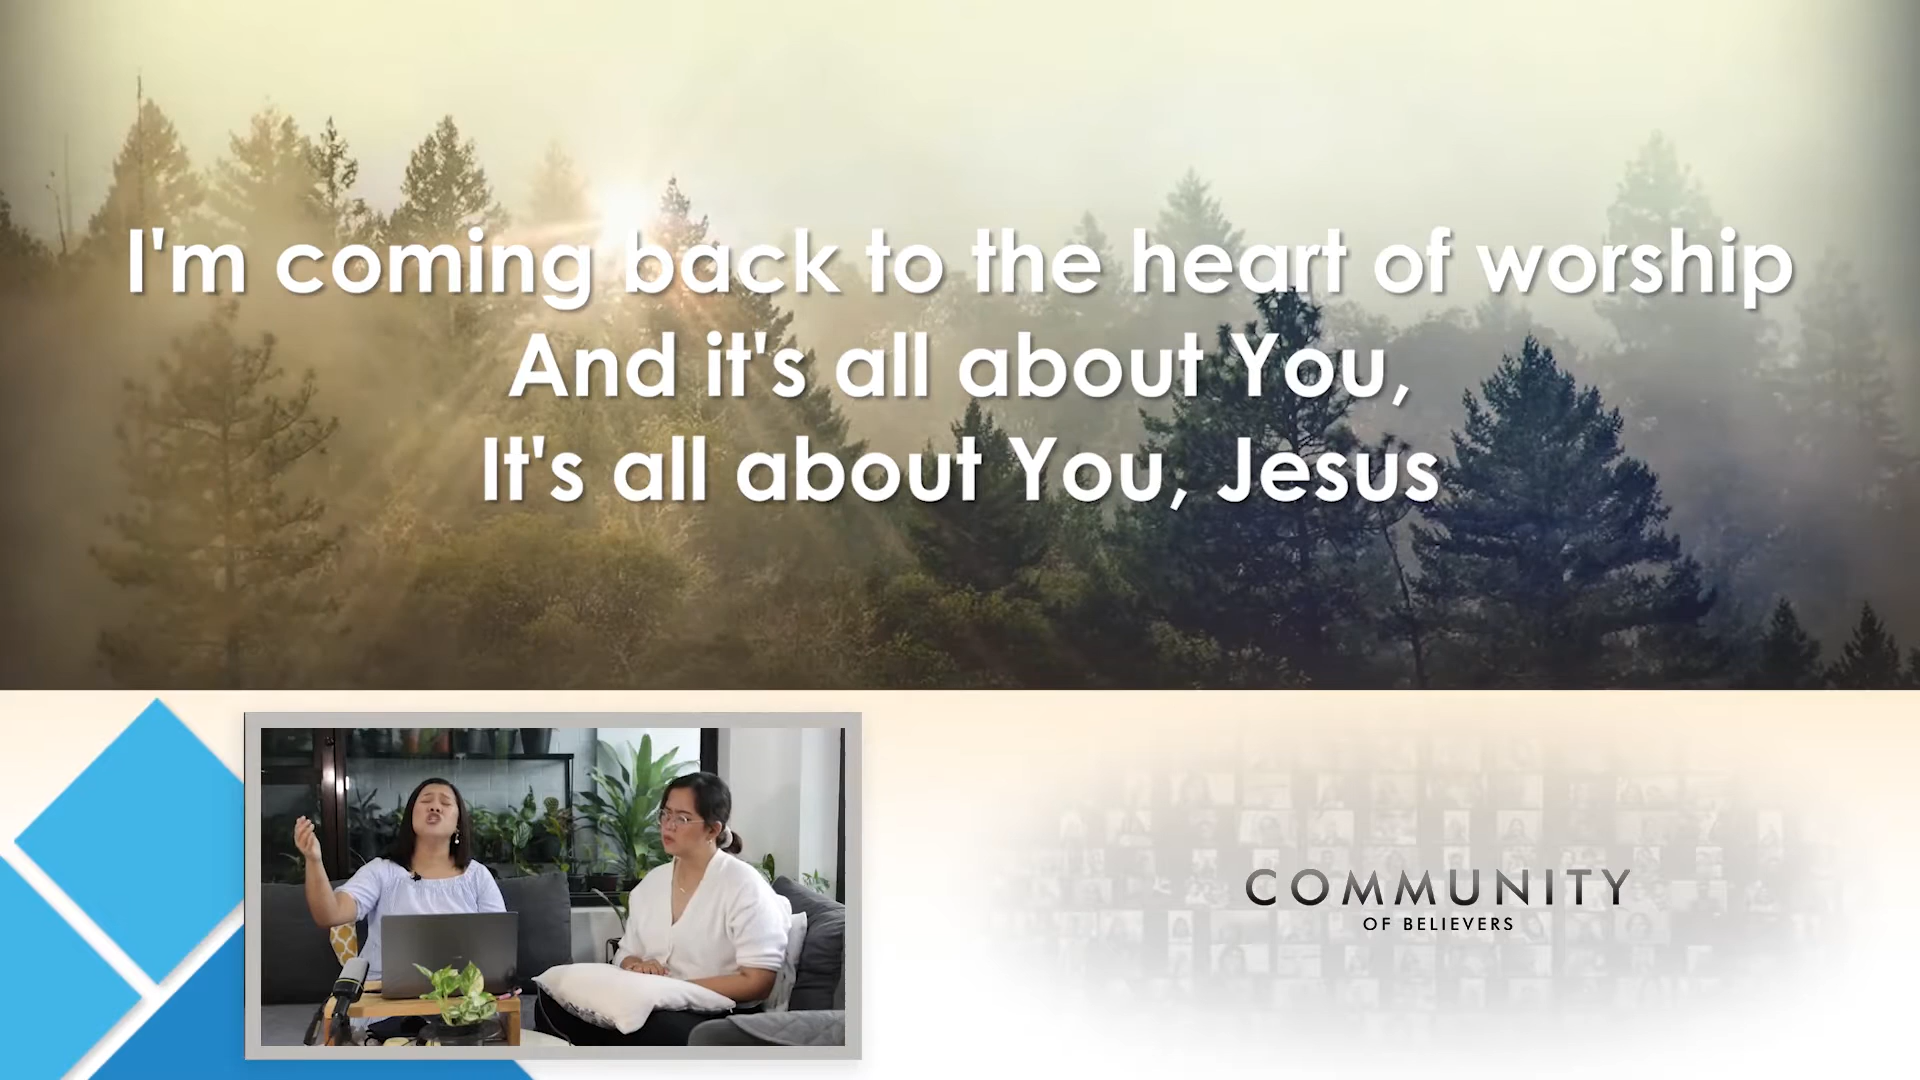 I'm coming back to the heart of worship
And it's all about You,
It's all about You, Jesus
COMMUNITY
OF BELIEVERS